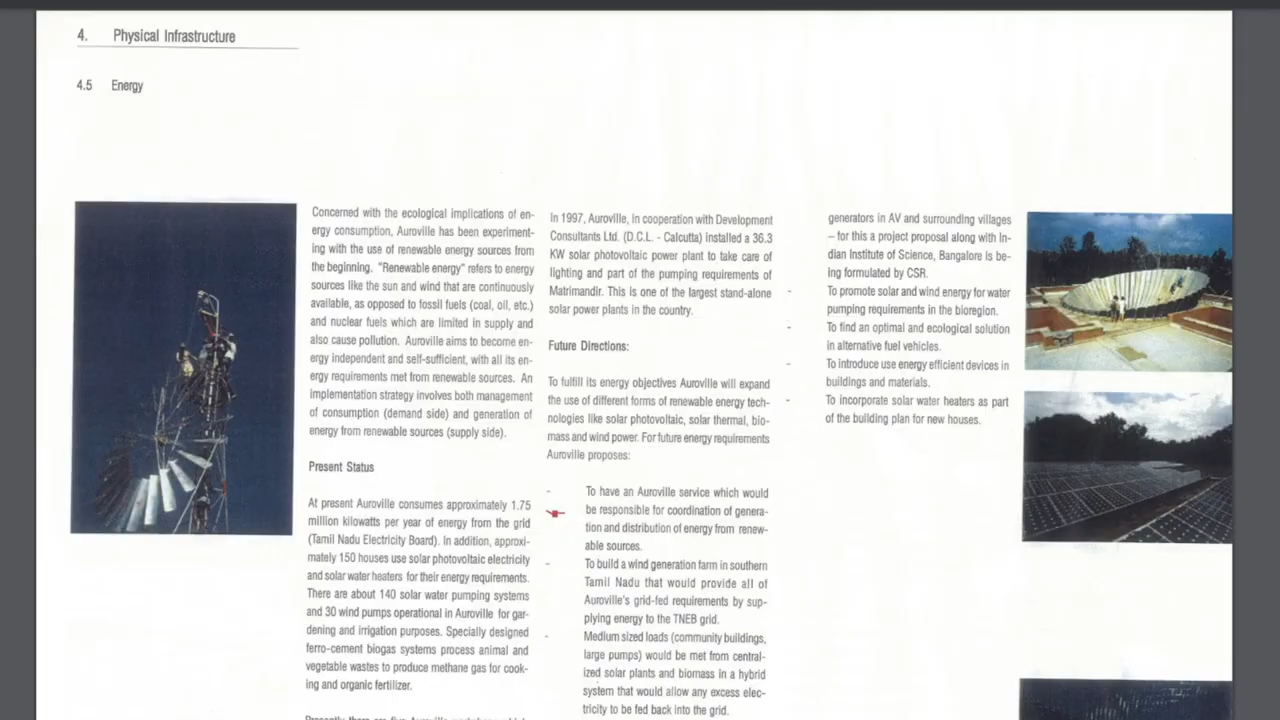 4. Physical Infrastructure
4.5 Energy
Concerned with the ecological implications of en-
ergy consumption, Auroville has been experiment-
ing with the use of renewable energy sources from
the beginning. "Renewable energy" refers to energy
sources like the sun and wind that are continuously
available, as opposed to fossil fuels (coal, oil, etc.)
and nuclear fuels which are limited in supply and
also cause pollution. Auroville aims to become en-
ergy independent and self-sufficient, with all its en-
ergy requirements met from renewable sources. An
implementation strategy involves both management
of consumption (demand side) and generation of
energy from renewable sources (supply side).
Present Status
At present Auroville consumes approximately 1.75
million kilowatts per year of energy from the grid
(Tamil Nadu Electricity Board). In addition, approxi-
mately 150 houses use solar photovoltaic electricity
and solar water heaters for their energy requirements.
There are about 140 solar water pumping systems
and 30 wind pumps operational in Auroville for gar-
dening and irrigation purposes. Specially designed
ferro-cement biogas systems process animal and
vegetable wastes to produce methane gas for cook-
ing and organic fertilizer.
In 1997, Auroville, in cooperation with Development
Consultants Ltd. (D.C.L. - Calcutta) installed a 36.3
KW solar photovoltaic power plant to take care of
lighting and part of the pumping requirements of
Matrimandir. This is one of the largest stand-alone
solar power plants in the country.
Future Directions:
To fulfill its energy objectives Auroville will expand
the use of different forms of renewable energy tech-
nologies like solar photovoltaic, solar thermal, bio-
mass and wind power. For future energy requirements
Auroville proposes:
- To have an Auroville service which would
be responsible for coordination of genera-
tion and distribution of energy from renew-
able sources.
- To build a wind generation farm in southern
Tamil Nadu that would provide all of
Auroville's grid-fed requirements by sup-
plying energy to the TNEB grid.
- Medium sized loads (community buildings,
large pumps) would be met from central-
ized solar plants and biomass in a hybrid
system that would allow any excess elec-
tricity to be fed back into the grid.
generators in AV and surrounding villages
– for this a project proposal along with In-
dian Institute of Science, Bangalore is be-
ing formulated by CSR.
- To promote solar and wind energy for water
pumping requirements in the bioregion.
- To find an optimal and ecological solution
in alternative fuel vehicles.
- To introduce use energy efficient devices in
buildings and materials.
- To incorporate solar water heaters as part
of the building plan for new houses.